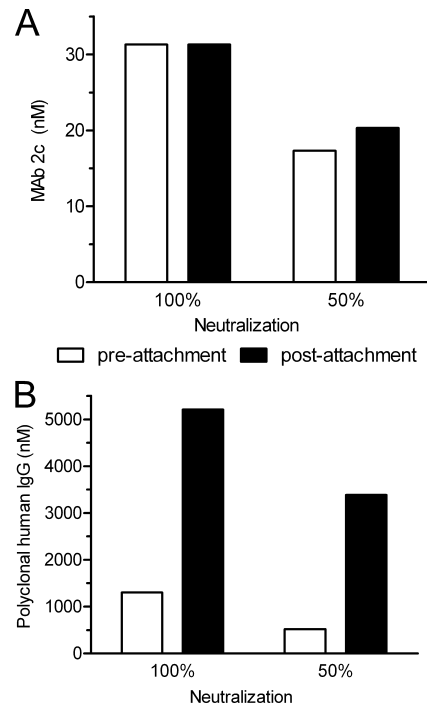 A
MAb 2c (nM)
30
20
10
0
100% 50%
Neutralization
pre-attachment post-attachment
B
Polyclonal human IgG (nM)
5000
4000
3000
2000
1000
0
100% 50%
Neutralization